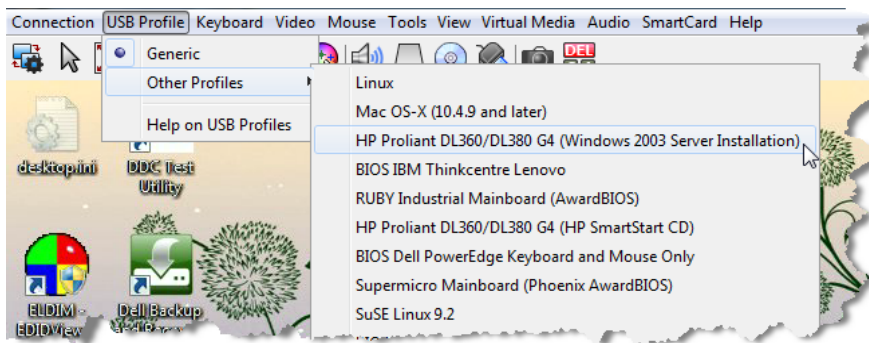 Connection USB Profile Keyboard Video Mouse Tools View Virtual Media Audio SmartCard Help
Generic
DEL
Other Profiles
Linux
Mac OS-X (10.4.9 and later)
Help on USB Profiles
HP Proliant DL360/DL380 G4 (Windows 2003 Server Installation)
desktop.ini
DDC Test
Utility
BIOS IBM Thinkcentre Lenovo
RUBY Industrial Mainboard (AwardBIOS)
HP Proliant DL360/DL380 G4 (HP SmartStart CD)
BIOS Dell PowerEdge Keyboard and Mouse Only
Supermicro Mainboard (Phoenix AwardBIOS)
SuSE Linux 9.2
ELDIM -
EDIDView
Dell Backup